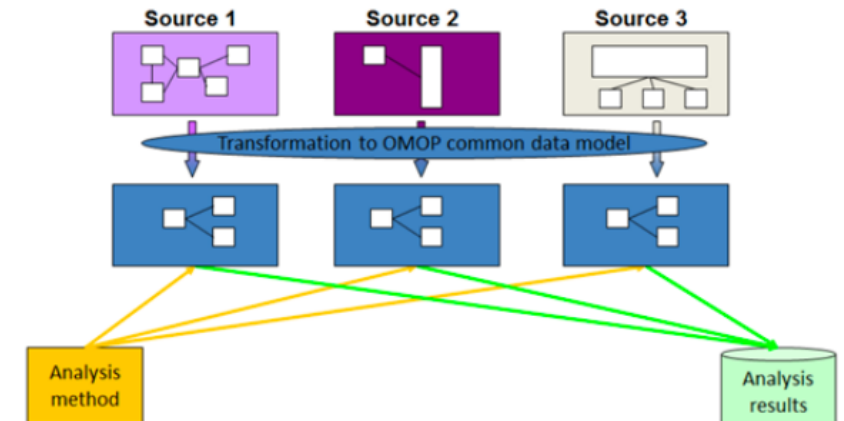 Source 1
Source 2
Source 3
Transformation to OMOP common data model
Analysis
method
Analysis
results